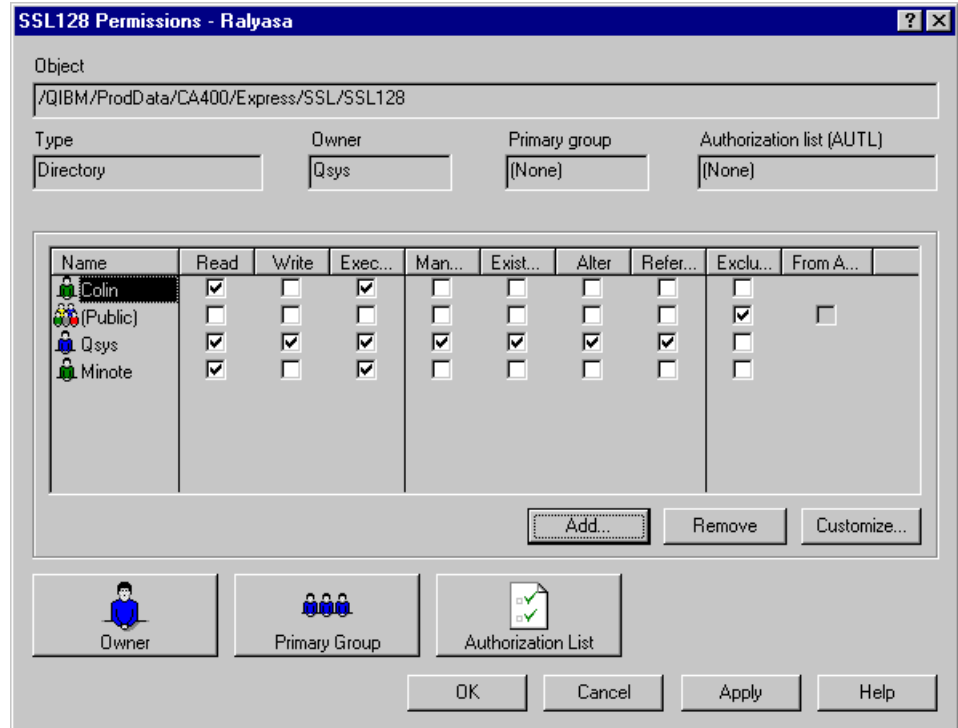 SSL128 Permissions - Ralyasa
Object
/QIBM/ProdData/CA400/Express/SSL/SSL128
Type Owner Primary group Authorization list (AUTL)
Directory Qsys (None) (None)
Name Read Write Exec... Man... Exist... Alter Refer... Exclu... From A...
Colin
(Public)
Qsys
Minote
Add... Remove Customize...
Owner Primary Group Authorization List
OK Cancel Apply Help